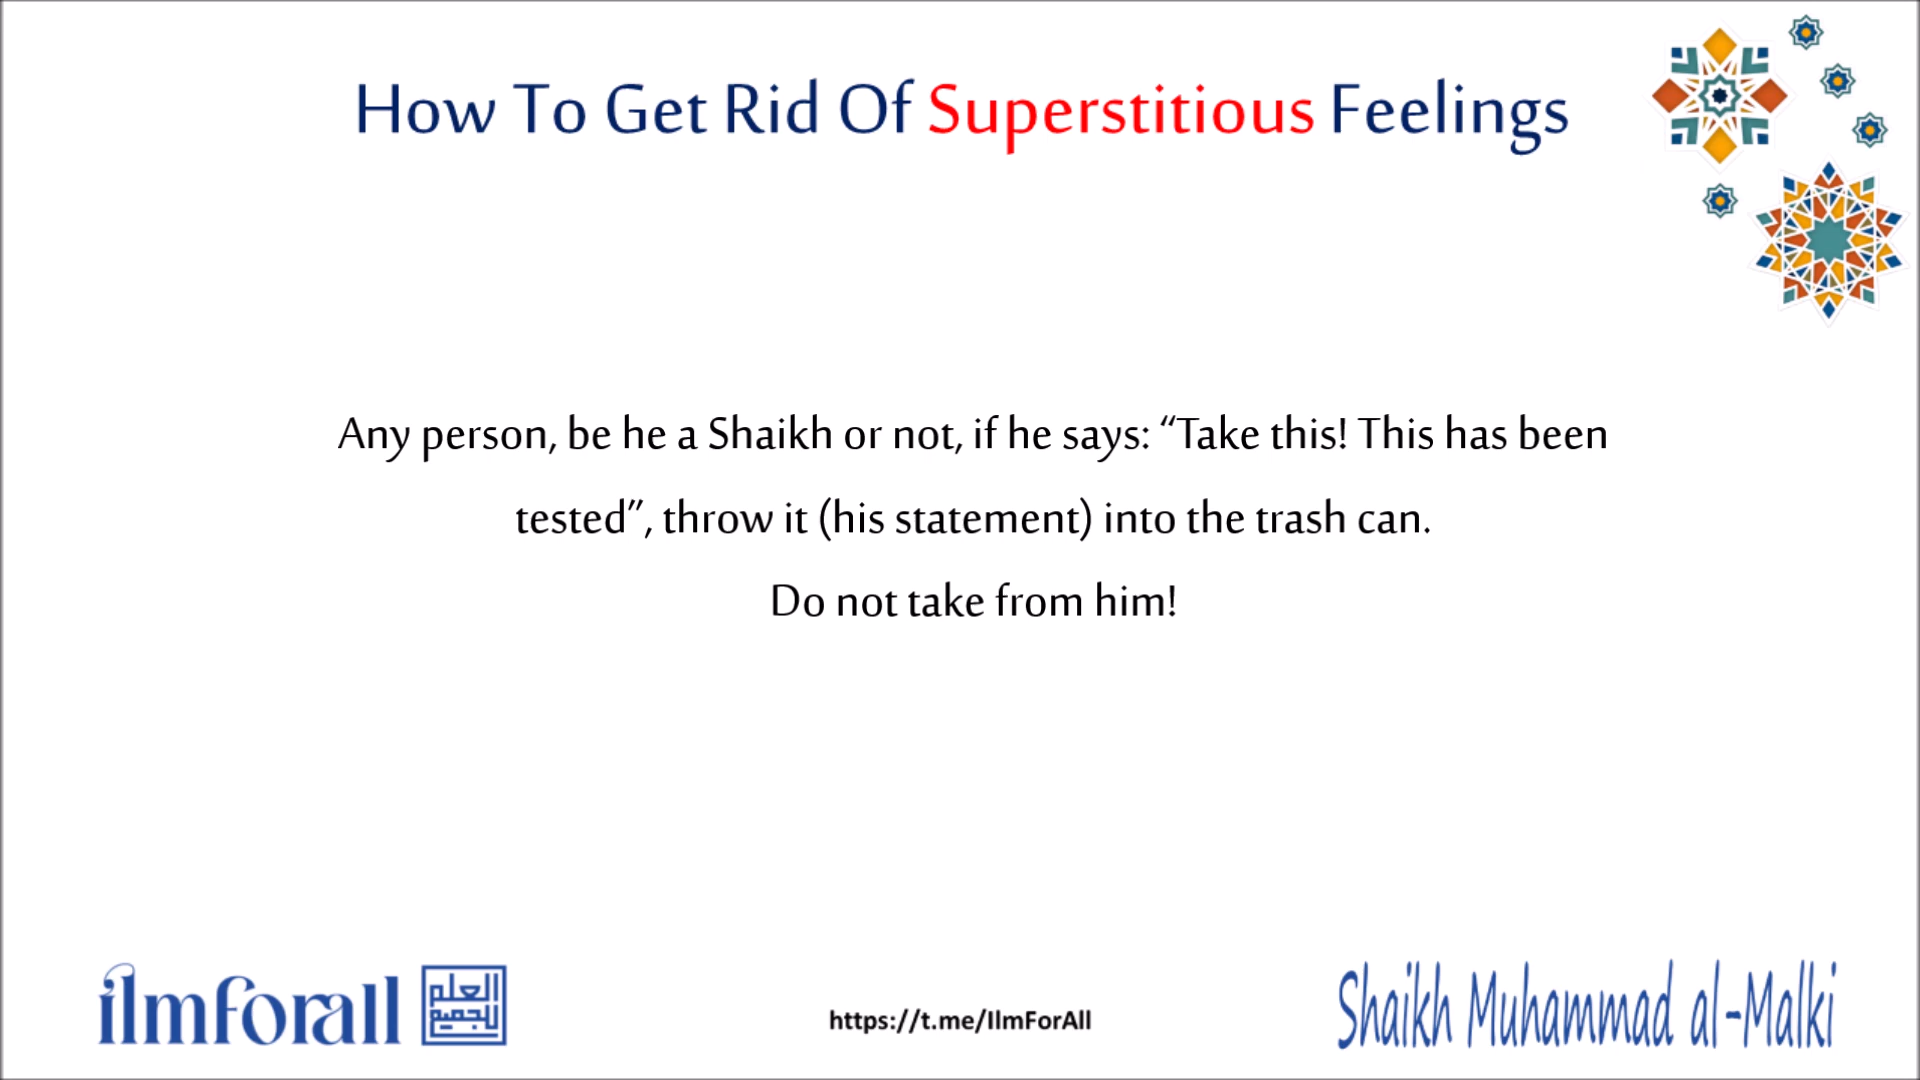 How To Get Rid Of Superstitious Feelings
Any person, be he a Shaikh or not, if he says: “Take this! This has been
tested”, throw it (his statement) into the trash can.
Do not take from him!
ilmforall
العلم
للجميع
https://t.me/IlmForAll
Shaikh Muhammad al-Malki